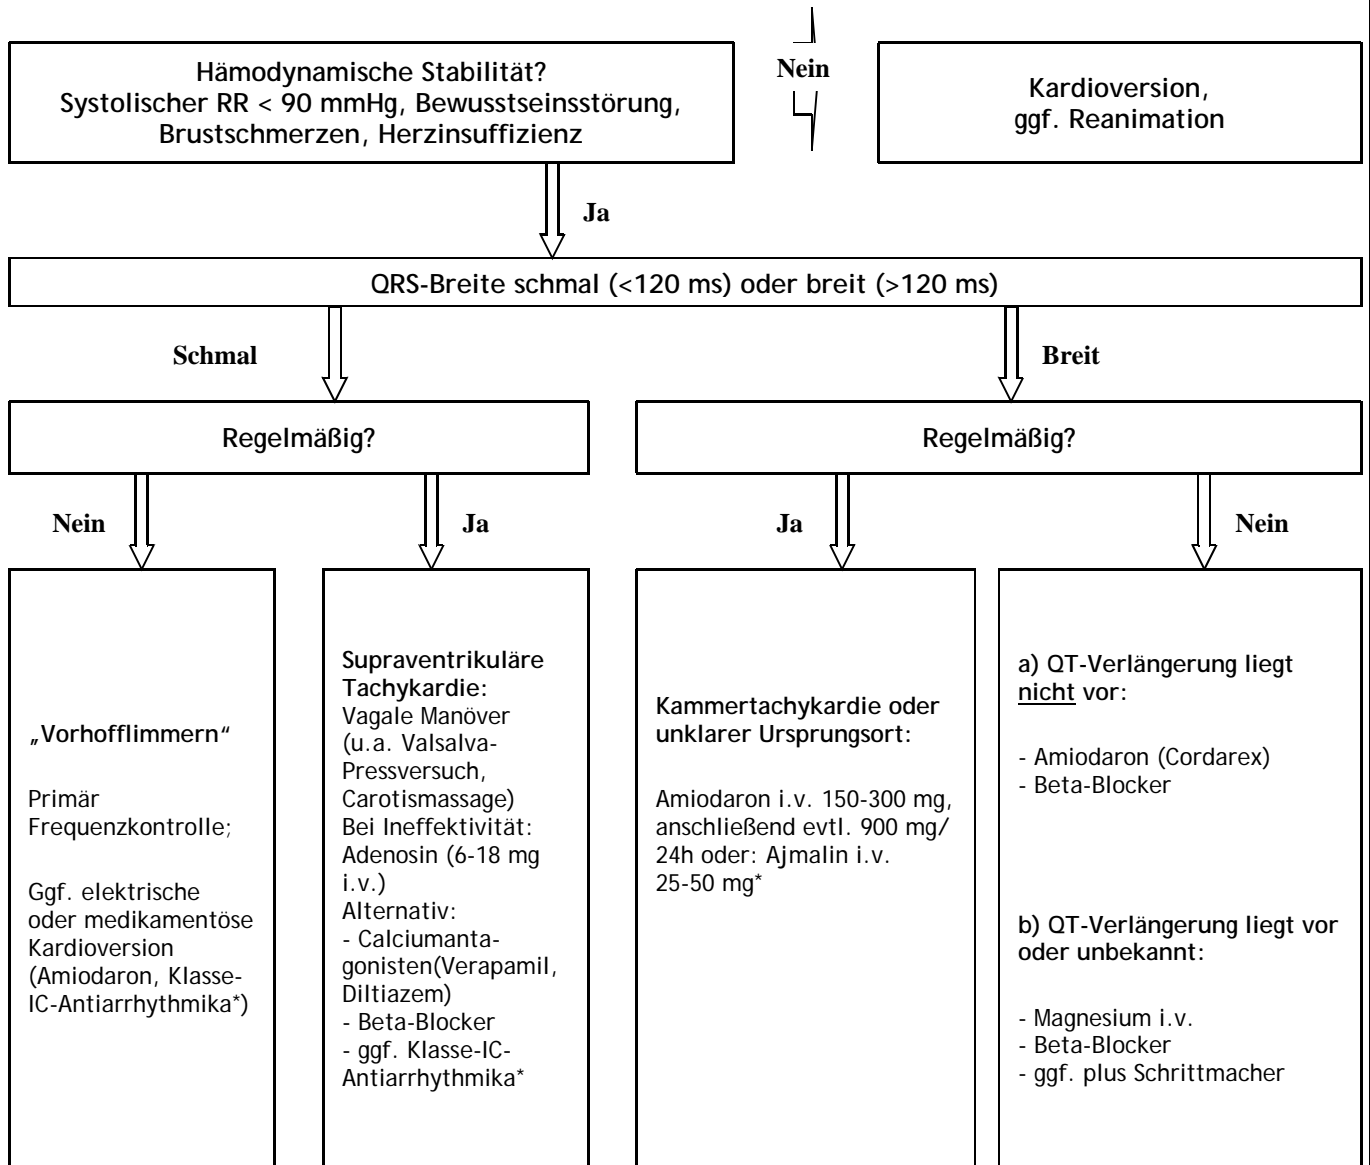 Hämodynamische Stabilität?
Systolischer RR < 90 mmHg, Bewusstseinsstörung,
Brustschmerzen, Herzinsuffizienz
Nein
Kardioversion,
ggf. Reanimation
Ja
QRS-Breite schmal (<120 ms) oder breit (>120 ms)
Schmal
Breit
Regelmäßig?
Regelmäßig?
Nein
Ja
Ja
Nein
„Vorhofflimmern“
Primär
Frequenzkontrolle;
Ggf. elektrische
oder medikamentöse
Kardioversion
(Amiodaron, Klasse-
IC-Antiarrhythmika*)
Supraventrikuläre
Tachykardie:
Vagale Manöver
(u.a. Valsalva-
Pressversuch,
Carotismassage)
Bei Ineffektivität:
Adenosin (6-18 mg
i.v.)
Alternativ:
- Calciumanta-
gonisten(Verapamil,
Diltiazem)
- Beta-Blocker
- ggf. Klasse-IC-
Antiarrhythmika*
Kammertachykardie oder
unklarer Ursprungsort:
Amiodaron i.v. 150-300 mg,
anschließend evtl. 900 mg/
24h oder: Ajmalin i.v.
25-50 mg*
a) QT-Verlängerung liegt
nicht vor:
- Amiodaron (Cordarex)
- Beta-Blocker
b) QT-Verlängerung liegt vor
oder unbekannt:
- Magnesium i.v.
- Beta-Blocker
- ggf. plus Schrittmacher